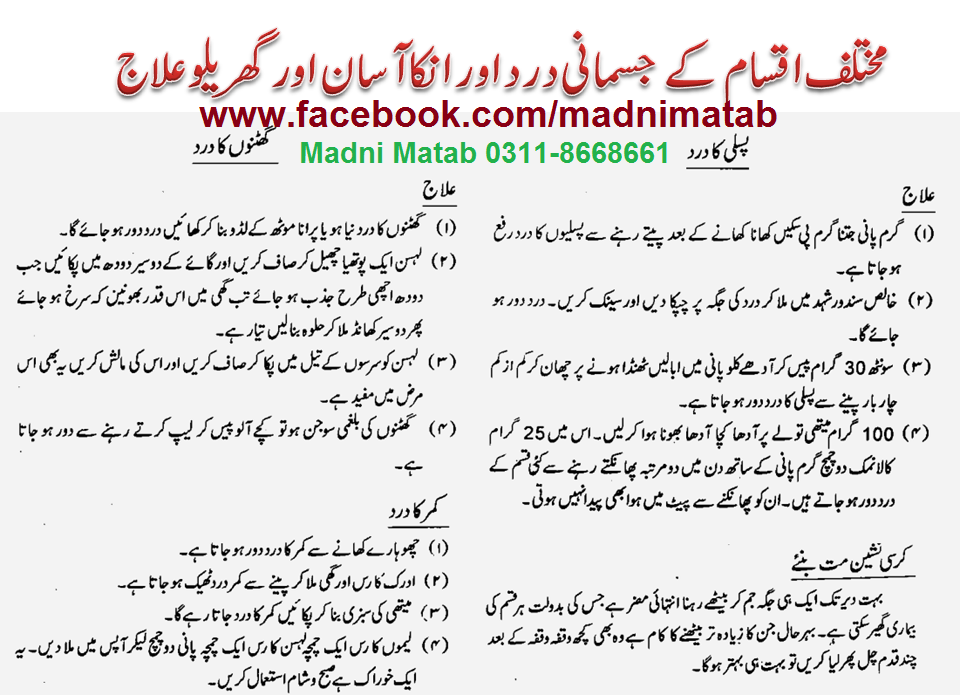 مختلف اقسام کے جسمانی درد اور انکا آسان اور گھریلو علاج
www.facebook.com/madnimatab
Madni Matab 0311-8668661
پسلی کا درد
علاج
(۱) گرم پانی جتنا گرم پی سکیں کھانا کھانے کے بعد پیتے رہنے سے پسلیوں کا درد رفع
ہو جاتا ہے۔
(۲) خالص سندور شہد میں ملا کر درد کی جگہ پر چپکا دیں اور سینک کریں۔ درد دور ہو
جائے گا۔
(۳) سونٹھ 30 گرام پیس کر آدھے کلو پانی میں ابالیں ٹھنڈا ہونے پر چھان کر کم از کم
چار بار پینے سے پسلی کا درد دور ہو جاتا ہے۔
(۴) 100 گرام میتھی تولے پر آدھا کچا آدھا بھونا ہوا کر لیں۔ اس میں 25 گرام
کالا نمک دو چمچ گرم پانی کے ساتھ دن میں دو مرتبہ پھانکتے رہنے سے کئی قسم کے
درد دور ہو جاتے ہیں۔ ان کو پھانکنے سے پیٹ میں ہوا بھی پیدا نہیں ہوتی۔
کرسی نشین مت بنئے
بہت دیر تک ایک ہی جگہ جم کر بیٹھے رہنا انتہائی مضر ہے جس کی بدولت ہر قسم کی
بیماری گھیر سکتی ہے۔ بہر حال جن کا زیادہ تر بیٹھنے کا کام ہے وہ بھی کچھ وقفہ وقفہ کے بعد
چند قدم چل پھر لیا کریں تو بہت ہی بہتر ہو گا۔
گھٹنوں کا درد
علاج
(۱) گھٹنوں کا درد نیا ہو یا پرانا موٹھ کے لڈو بنا کر کھائیں درد دور ہو جائے گا۔
(۲) لہسن ایک پوتھیا چھیل کر صاف کریں اور گائے کے دو سیر دودھ میں پکائیں جب
دودھ اچھی طرح جذب ہو جائے تب گھی میں اس قدر بھونین کہ سرخ ہو جائے
پھر دو سیر کھانڈ ملا کر حلوہ بنا لیں تیار ہے۔
(۳) لہسن کو سرسوں کے تیل میں پکا کر صاف کریں اور اس کی مالش کریں یہ بھی اس
مرض میں مفید ہے۔
(۴) گھٹنوں کی بلغمی سوجن ہو تو کچے آلو پیس کر لیپ کرتے رہنے سے دور ہو جاتا
ہے۔
کمر کا درد
(۱) چھوہارے کھانے سے کمر کا درد دور ہو جاتا ہے۔
(۲) ادرک کا رس اور گھی ملا کر پینے سے کمر درد ٹھیک ہو جاتا ہے۔
(۳) میتھی کی سبزی بنا کر پکائیں کمر کا درد جاتا رہے گا۔
(۴) لیموں کا رس ایک چمچہ لہسن کا رس ایک چمچہ پانی دو چمچ لیکر آپس میں ملا دیں۔ یہ
ایک خوراک ہے صبح و شام استعمال کریں۔